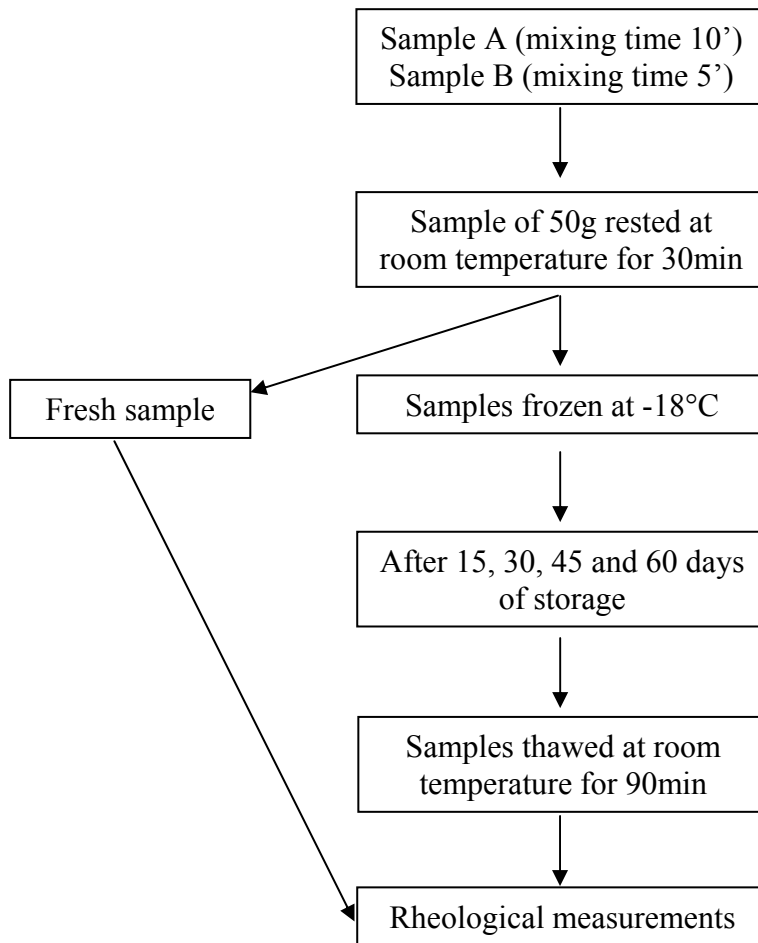 Sample A (mixing time 10’)
Sample B (mixing time 5’)
Sample of 50g rested at
room temperature for 30min
Fresh sample
Samples frozen at -18°C
After 15, 30, 45 and 60 days
of storage
Samples thawed at room
temperature for 90min
Rheological measurements